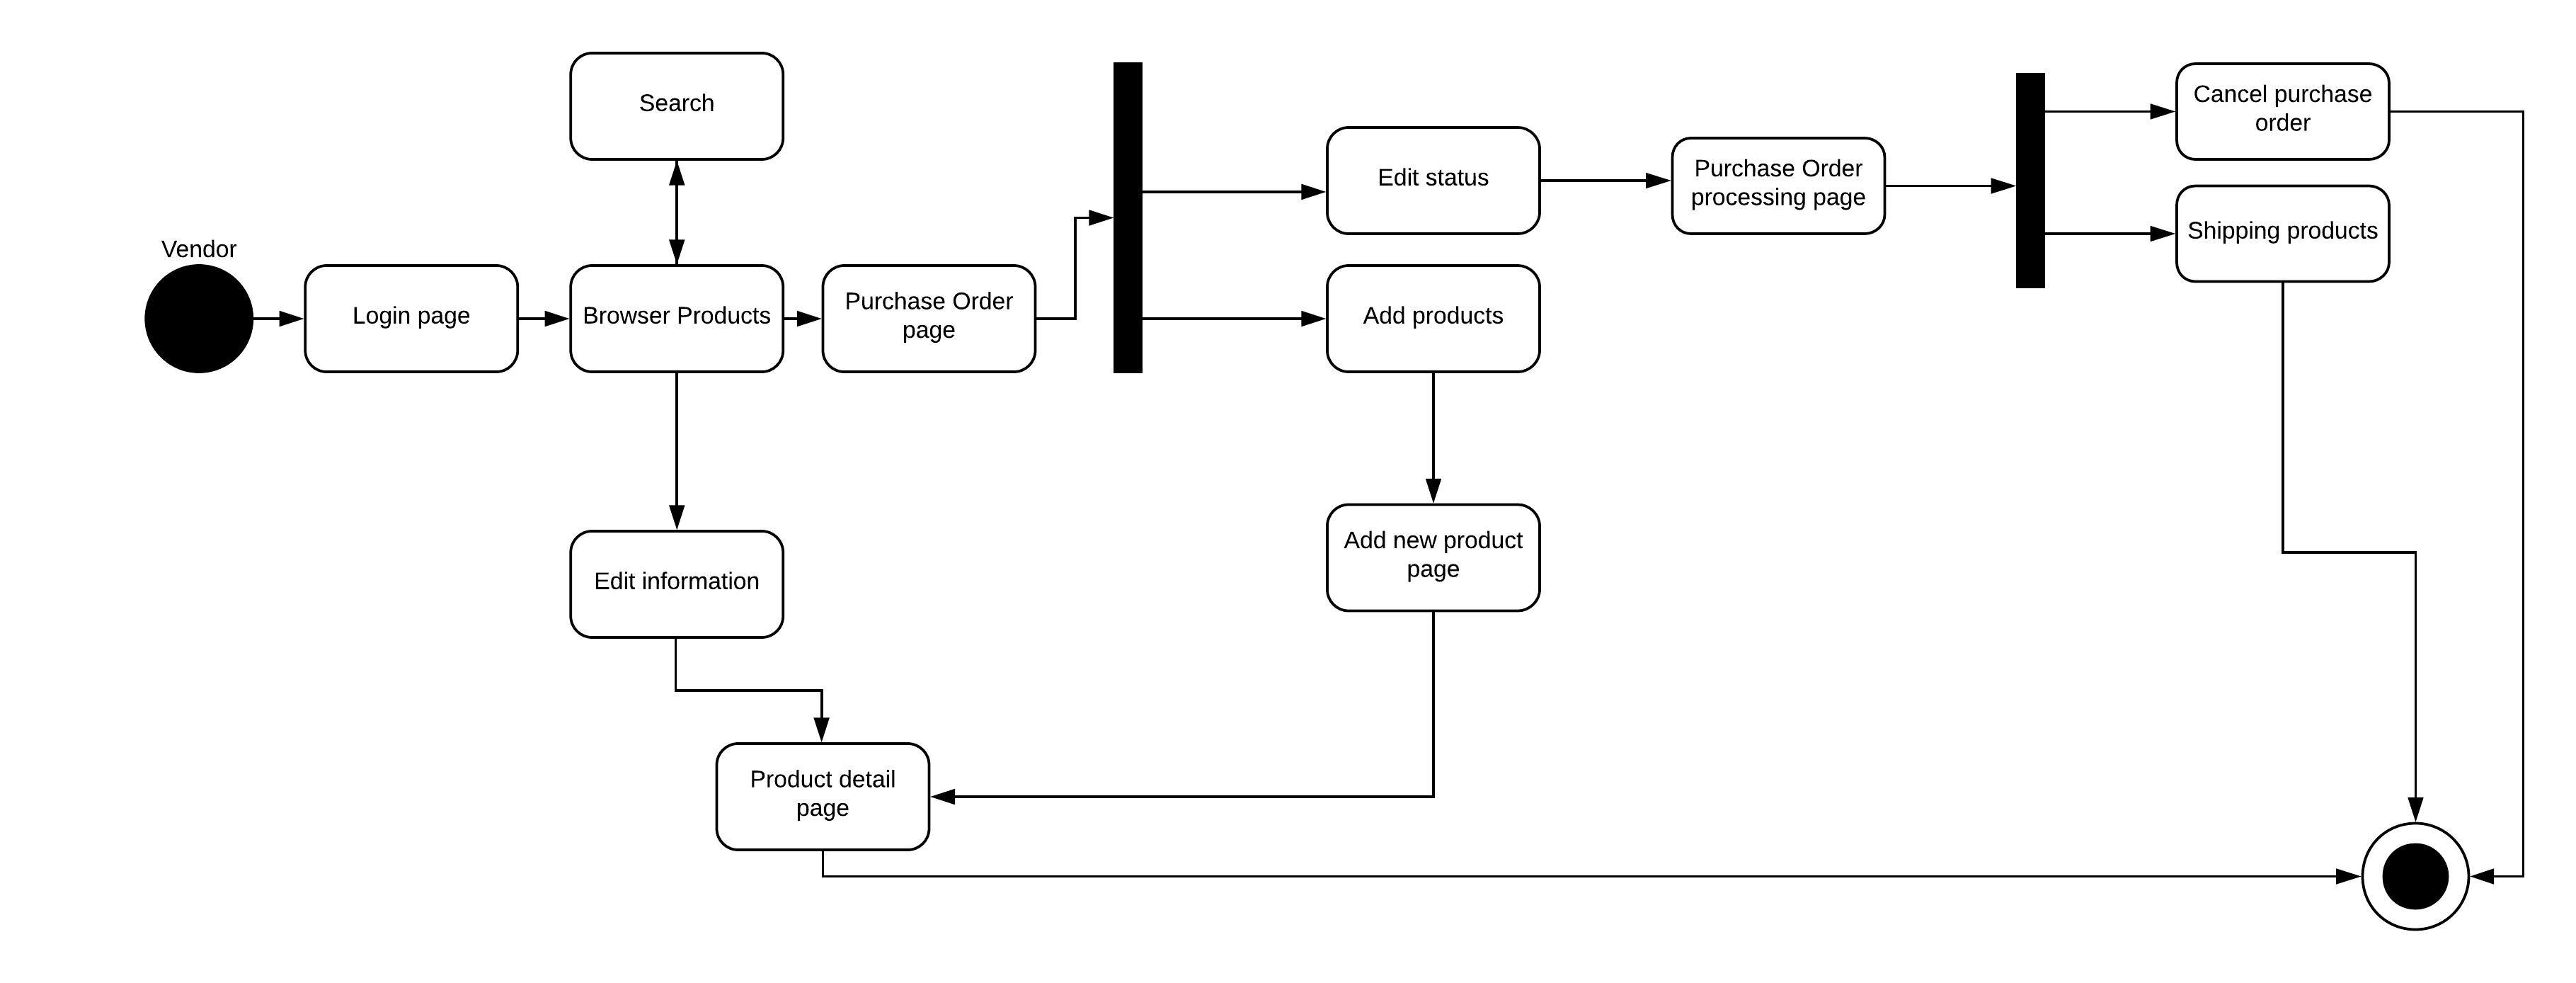 Search
Cancel purchase
order
Edit status
Purchase Order
processing page
Shipping products
Vendor
Login page
Browser Products
Purchase Order
page
Add products
Add new product
page
Edit information
Product detail
page